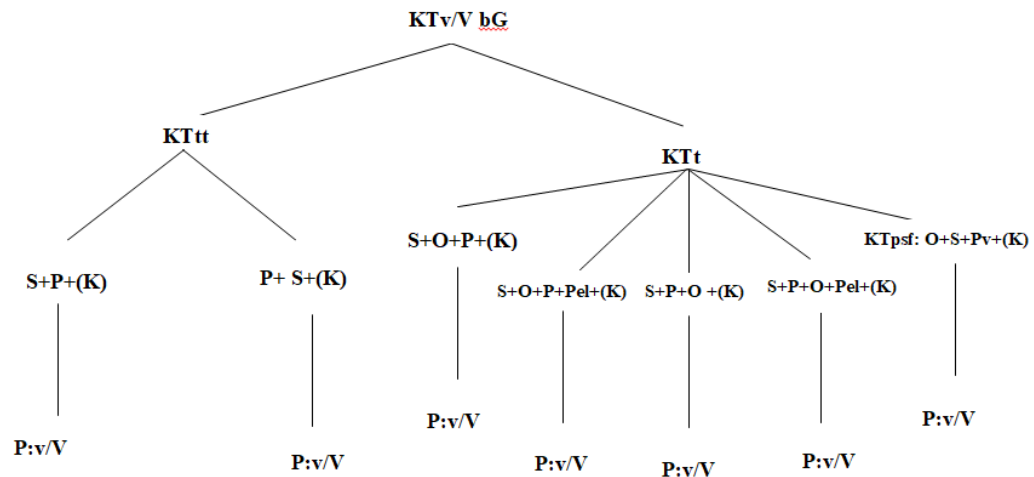 KTv/V bG
KTtt
KTt
S+O+P+(K)
KTpsf: O+S+Pv+(K)
S+P+(K)
P+ S+(K)
S+O+P+Pel+(K)
S+P+O +(K)
S+P+O+Pel+(K)
P:v/V
P:v/V
P:v/V
P:v/V
P:v/V
P:v/V
P:v/V